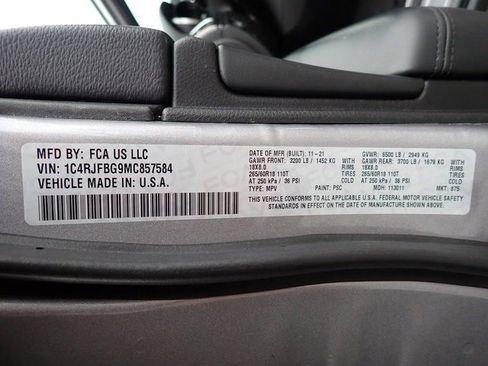 MFD BY: FCA US LLC
VIN: 1C4RJFBG9MC857584
VEHICLE MADE IN: U.S.A.
DATE OF MFR (BUILT): 11-21 GVWR: 6500 LB / 2949 KG
GAWR FRONT: 3200 LB / 1452 KG WITH GAWR REAR: 3700 LB / 1678 KG WITH
18X8.0 RIMS 18X8.0 RIMS
265/60R18 110T TIRES 265/60R18 110T TIRES
AT 250 kPa / 36 PSI COLD AT 250 kPa / 36 PSI COLD
TYPE: MPV PAINT: PSC MDH: 113011 MKT: 875
THIS VEHICLE CONFORMS TO ALL APPLICABLE U.S.A. FEDERAL MOTOR VEHICLE SAFETY
STANDARDS IN EFFECT ON THE DATE OF MANUFACTURE SHOWN ABOVE.